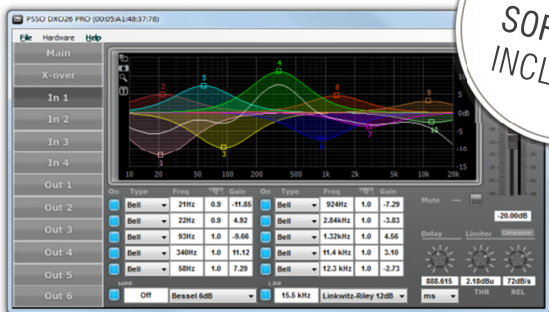 PSSO DXO26 PRO (00:05:A1:48:37:78)
File Hardware Help
SOF
INCL
Main
X-over
In 1
In 2
In 3
In 4
Out 1
Out 2
Out 3
Out 4
Out 5
Out 6
1 2 3 4 5 7 8 9 10
5
0dB
-5
-10
-15
10 20 50 100 200 500 1k 2k 5k 10k 20k
On Type Freq Gain On Type Freq Gain
Bell 21Hz 0.9 -11.85 Bell 924Hz 1.0 -7.29
Bell 22Hz 0.9 4.92 Bell 2.84kHz 1.0 -3.83
Bell 93Hz 1.0 -9.66 Bell 1.32kHz 1.0 4.56
Bell 340Hz 1.0 11.12 Bell 11.4 kHz 1.0 3.10
Bell 58Hz 1.0 7.29 Bell 12.3 kHz 1.0 -2.73
HPF LPF
Off Bessel 6dB 15.5 kHz Linkwitz-Riley 12dB
Mute
-20.00dB
Delay Limiter Compressor
888.615 2.18dBu 72dB/s
ms THR REL